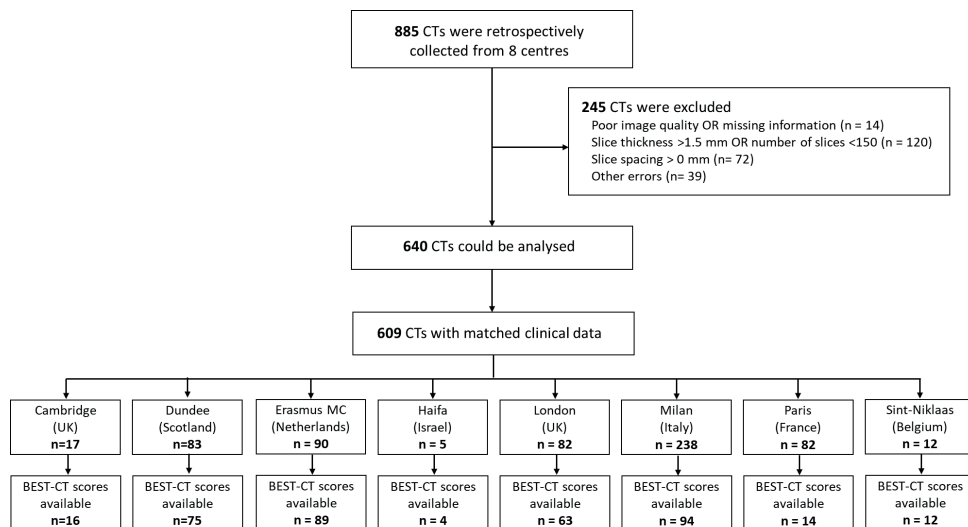 885 CTs were retrospectively
collected from 8 centres
245 CTs were excluded
Poor image quality OR missing information (n = 14)
Slice thickness >1.5 mm OR number of slices <150 (n = 120)
Slice spacing > 0 mm (n= 72)
Other errors (n= 39)
640 CTs could be analysed
609 CTs with matched clinical data
Cambridge
(UK)
n=17
Dundee
(Scotland)
n=83
Erasmus MC
(Netherlands)
n = 90
Haifa
(Israel)
n = 5
London
(UK)
n = 82
Milan
(Italy)
n = 238
Paris
(France)
n = 82
Sint-Niklaas
(Belgium)
n = 12
BEST-CT scores
available
n=16
BEST-CT scores
available
n=75
BEST-CT scores
available
n = 89
BEST-CT scores
available
n = 4
BEST-CT scores
available
n = 63
BEST-CT scores
available
n = 94
BEST-CT scores
available
n = 14
BEST-CT scores
available
n = 12